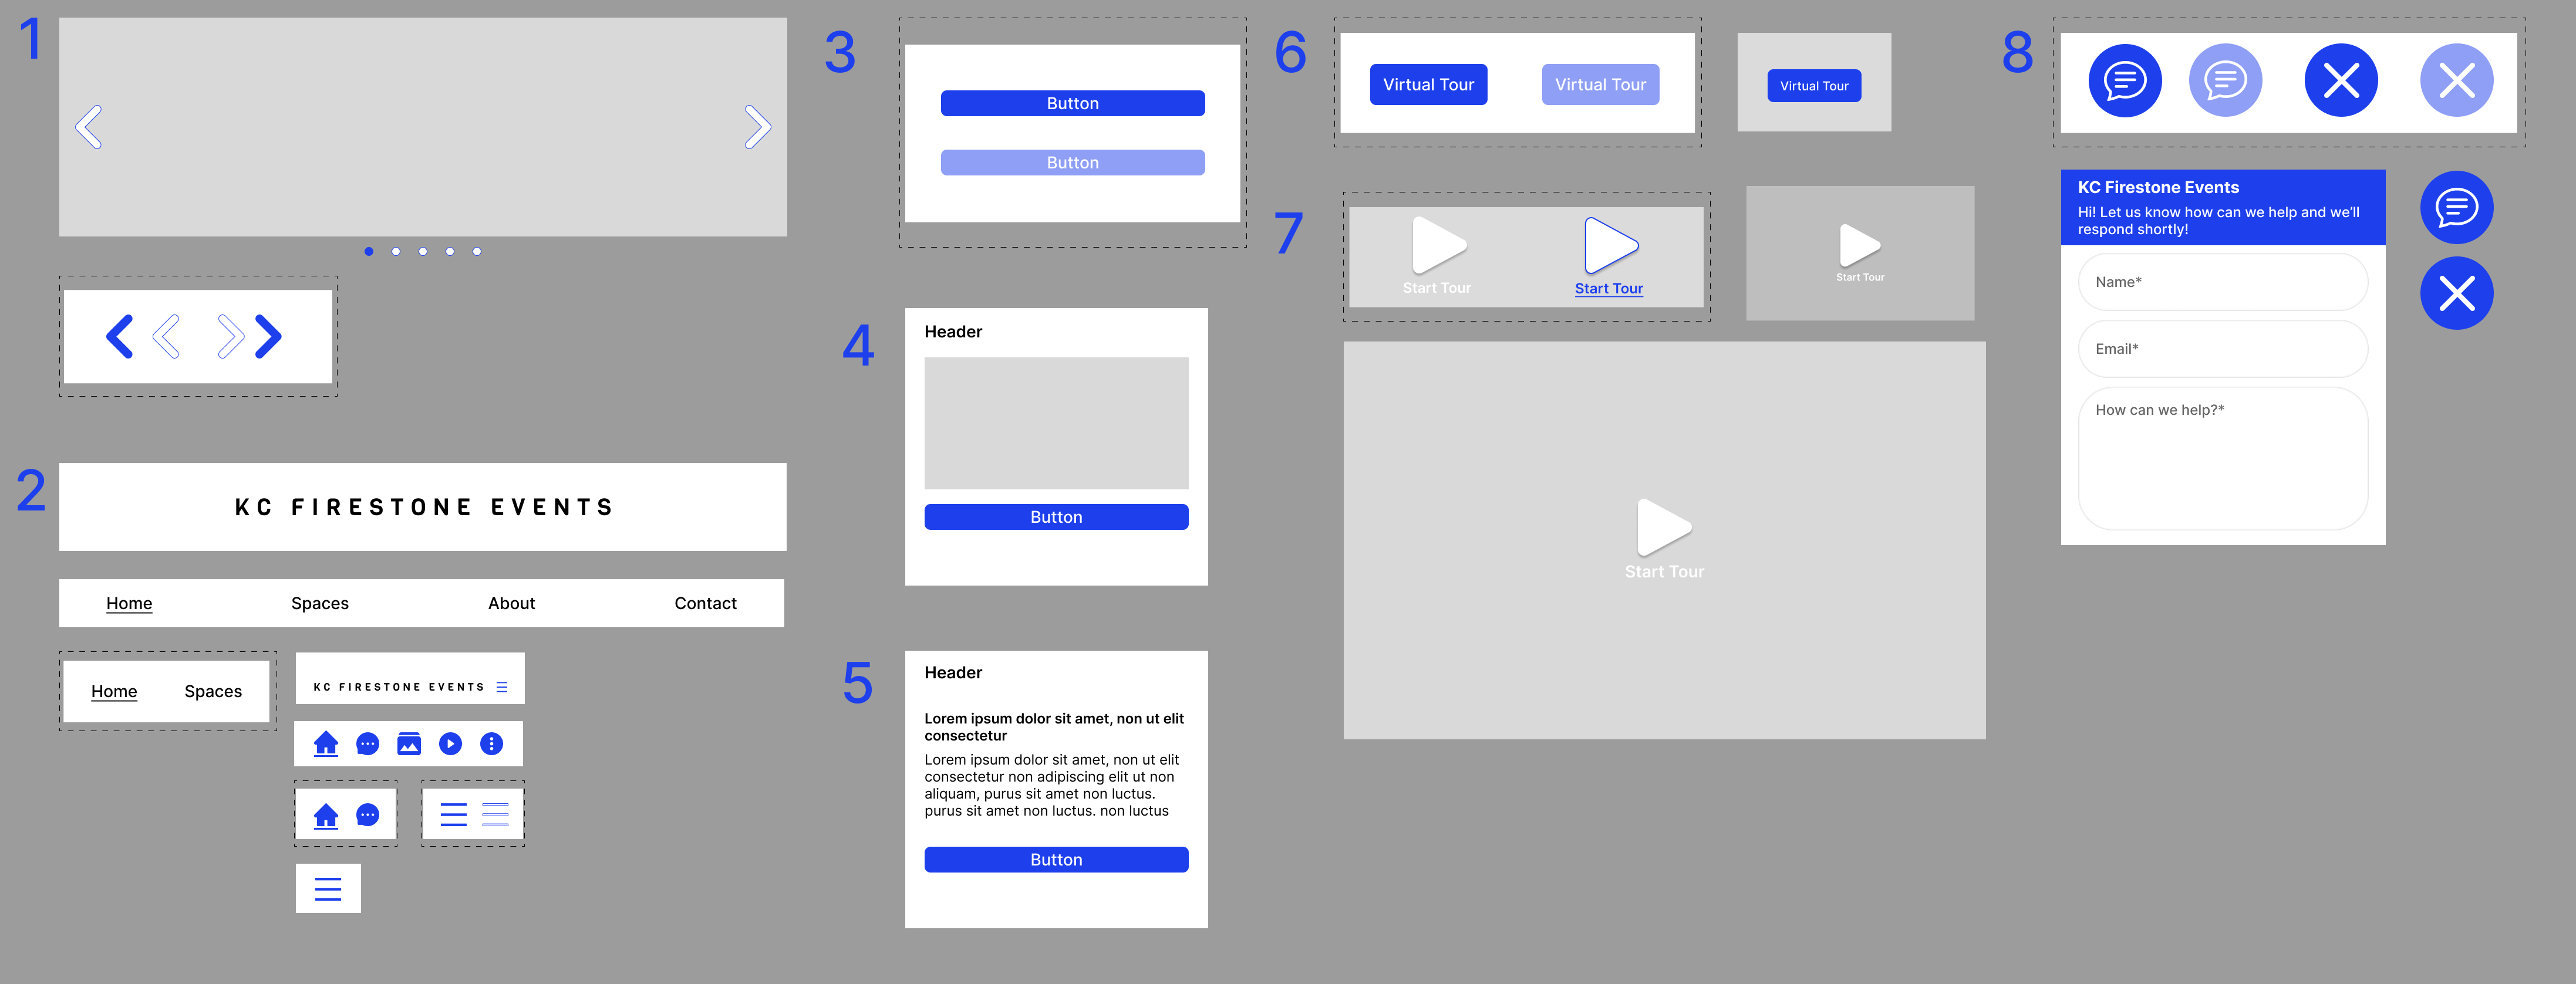 1
2
KC FIRESTONE EVENTS
Home Spaces About Contact
Home Spaces
KC FIRESTONE EVENTS
3
Button
Button
4
Header
Button
5
Header
Lorem ipsum dolor sit amet, non ut elit
consectetur
Lorem ipsum dolor sit amet, non ut elit
consectetur non adipiscing elit ut non
aliquam, purus sit amet non luctus.
purus sit amet non luctus. non luctus
Button
6
Virtual Tour Virtual Tour
Virtual Tour
7
Start Tour Start Tour
Start Tour
Start Tour
8
KC Firestone Events
Hi! Let us know how can we help and we'll
respond shortly!
Name*
Email*
How can we help?*